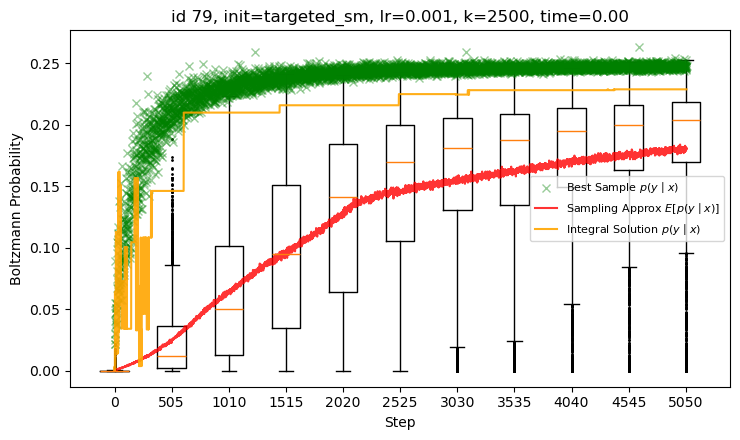 id 79, init=targeted_sm, lr=0.001, k=2500, time=0.00
Boltzmann Probability
0.25
0.20
0.15
0.10
0.05
0.00
Best Sample p(y | x)
Sampling Approx E[p(y | x)]
Integral Solution p(y | x)
0 505 1010 1515 2020 2525 3030 3535 4040 4545 5050
Step